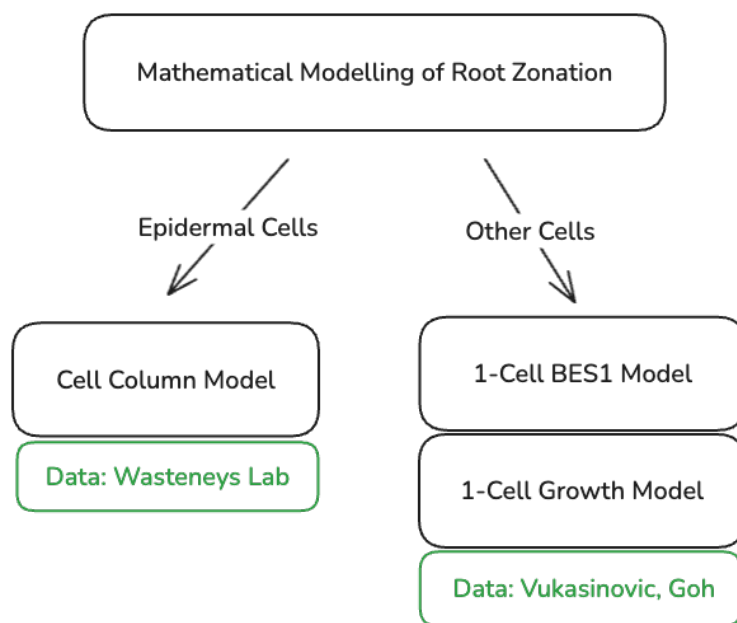 Mathematical Modelling of Root Zonation
Epidermal Cells
Other Cells
Cell Column Model
Data: Wasteneys Lab
1-Cell BES1 Model
1-Cell Growth Model
Data: Vukasinovic, Goh